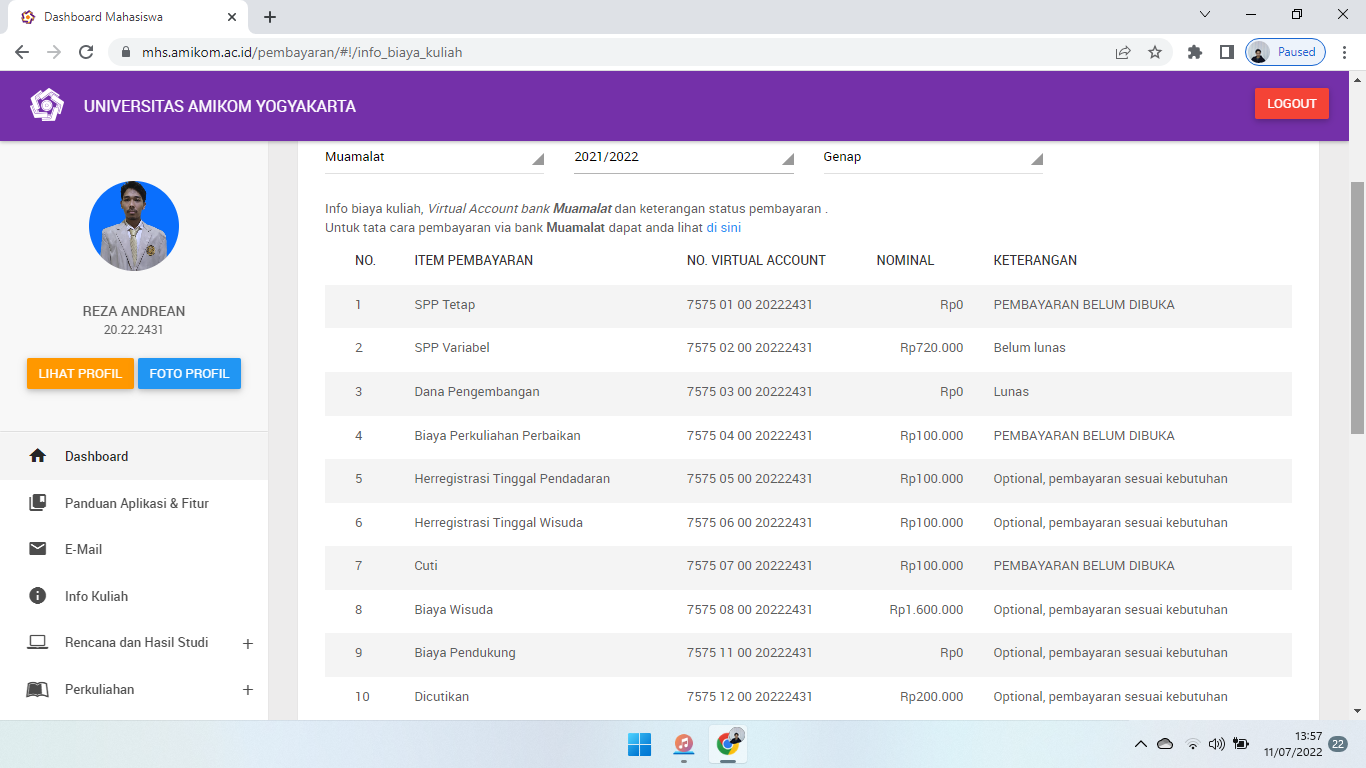 Dashboard Mahasiswa
mhs.amikom.ac.id/pembayaran/#!/info_biaya_kuliah
Paused
UNIVERSITAS AMIKOM YOGYAKARTA
LOGOUT
REZA ANDREAN
20.22.2431
LIHAT PROFIL FOTO PROFIL
Dashboard
Panduan Aplikasi & Fitur
E-Mail
Info Kuliah
Rencana dan Hasil Studi +
Perkuliahan +
Muamalat 2021/2022 Genap
Info biaya kuliah, Virtual Account bank Muamalat dan keterangan status pembayaran .
Untuk tata cara pembayaran via bank Muamalat dapat anda lihat di sini
NO. ITEM PEMBAYARAN NO. VIRTUAL ACCOUNT NOMINAL KETERANGAN
1 SPP Tetap 7575 01 00 20222431 Rp0 PEMBAYARAN BELUM DIBUKA
2 SPP Variabel 7575 02 00 20222431 Rp720.000 Belum lunas
3 Dana Pengembangan 7575 03 00 20222431 Rp0 Lunas
4 Biaya Perkuliahan Perbaikan 7575 04 00 20222431 Rp100.000 PEMBAYARAN BELUM DIBUKA
5 Herregistrasi Tinggal Pendadaran 7575 05 00 20222431 Rp100.000 Optional, pembayaran sesuai kebutuhan
6 Herregistrasi Tinggal Wisuda 7575 06 00 20222431 Rp100.000 Optional, pembayaran sesuai kebutuhan
7 Cuti 7575 07 00 20222431 Rp100.000 PEMBAYARAN BELUM DIBUKA
8 Biaya Wisuda 7575 08 00 20222431 Rp1.600.000 Optional, pembayaran sesuai kebutuhan
9 Biaya Pendukung 7575 11 00 20222431 Rp0 Optional, pembayaran sesuai kebutuhan
10 Dicutikan 7575 12 00 20222431 Rp200.000 Optional, pembayaran sesuai kebutuhan
13:57
11/07/2022
22